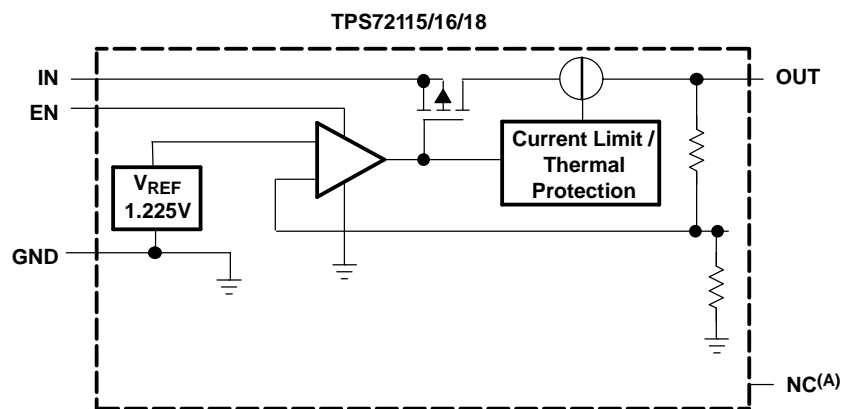 TPS72115/16/18
IN
OUT
EN
Current Limit /
Thermal
Protection
VREF
1.225V
GND
NC(A)